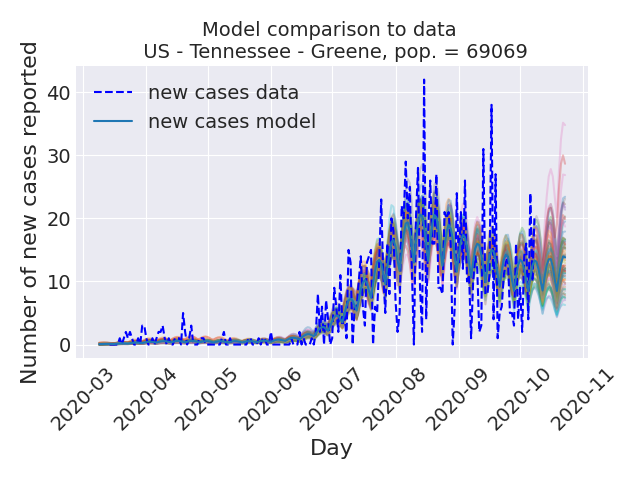 Model comparison to data
US - Tennessee - Greene, pop. = 69069
new cases data
new cases model
Number of new cases reported
40
30
20
10
0
2020-03
2020-04
2020-05
2020-06
2020-07
2020-08
2020-09
2020-10
2020-11
Day